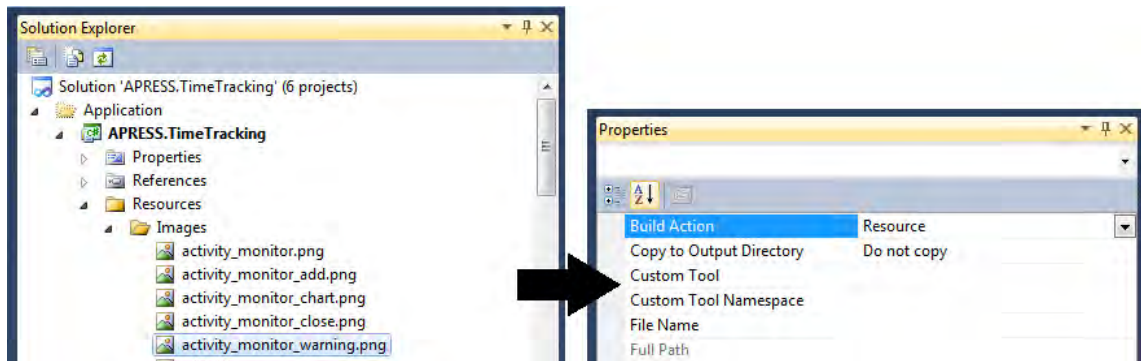 Solution Explorer
Solution 'APRESS.TimeTracking' (6 projects)
Application
APRESS.TimeTracking
Properties
References
Resources
Images
activity_monitor.png
activity_monitor_add.png
activity_monitor_chart.png
activity_monitor_close.png
activity_monitor_warning.png
Properties
Build Action Resource
Copy to Output Directory Do not copy
Custom Tool
Custom Tool Namespace
File Name
Full Path